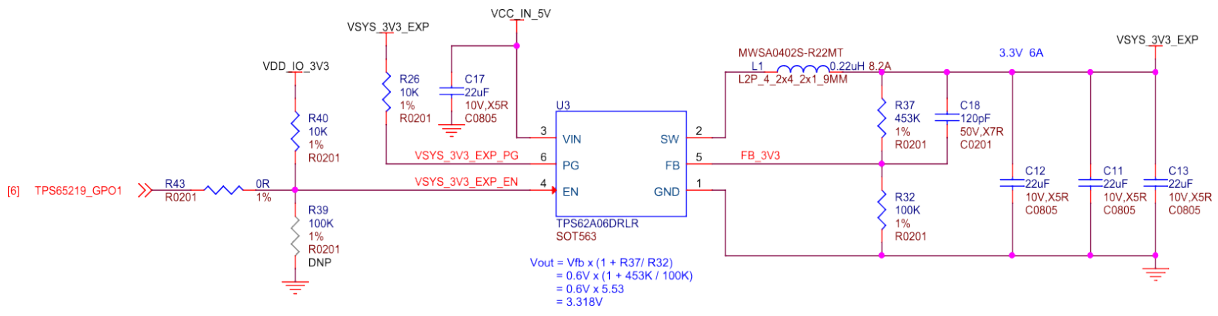 VCC_IN_5V
VSYS_3V3_EXP
VSYS_3V3_EXP
MWSA0402S-R22MT
3.3V 6A
L1 0.22uH 8.2A
L2P_4_2x4_2x1_9MM
VDD_IO_3V3
R26
10K
1%
R0201
C17
22uF
10V,X5R
C0805
R40
10K
1%
R0201
U3
3 VIN
6 PG
4 EN
SW 2
FB 5
GND 1
TPS62A06DRLR
SOT563
R37
453K
1%
R0201
C18
120pF
50V,X7R
C0201
VSYS_3V3_EXP_PG
FB_3V3
VSYS_3V3_EXP_EN
[6] TPS65219_GPO1
R43 0R
R0201 1%
R39
100K
1%
R0201
DNP
R32
100K
1%
R0201
C12
22uF
10V,X5R
C0805
C11
22uF
10V,X5R
C0805
C13
22uF
10V,X5R
C0805
Vout = Vfb x (1 + R37/ R32)
= 0.6V x (1 + 453K / 100K)
= 0.6V x 5.53
= 3.318V